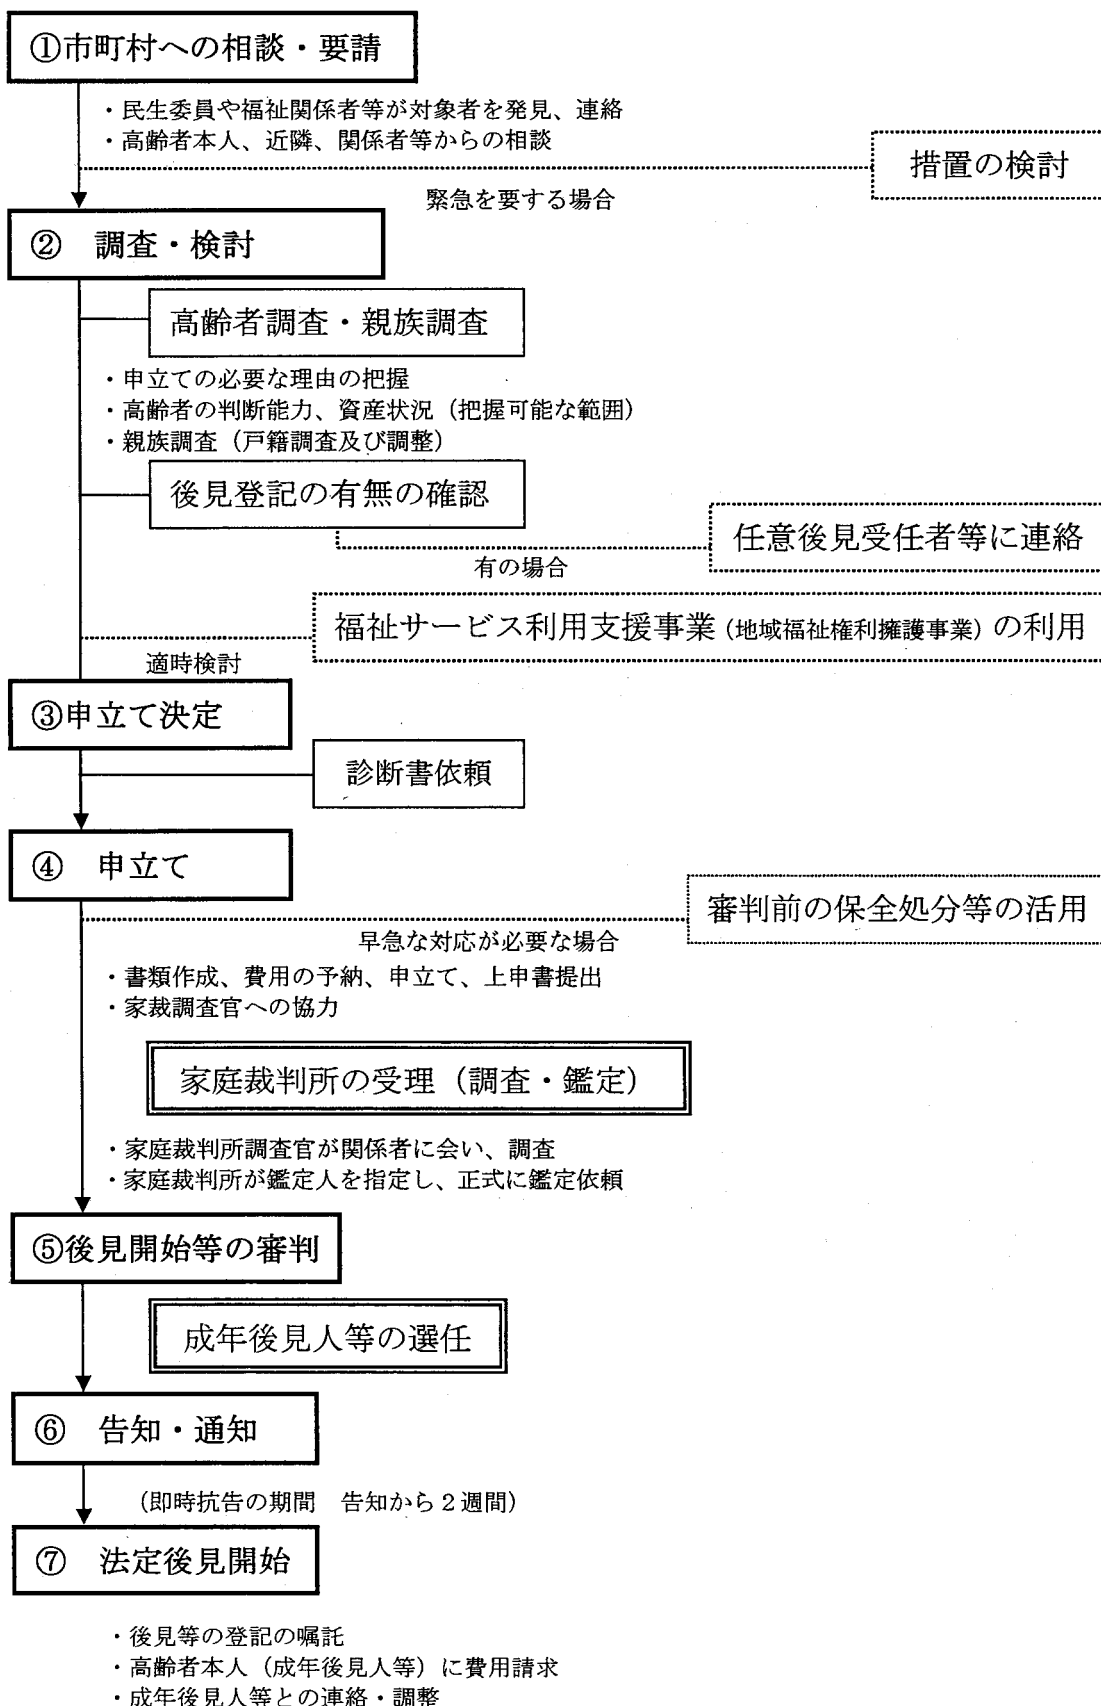 ①市町村への相談・要請
・民生委員や福祉関係者等が対象者を発見、連絡
・高齢者本人、近隣、関係者等からの相談
措置の検討
緊急を要する場合
②　調査・検討
高齢者調査・親族調査
・申立ての必要な理由の把握
・高齢者の判断能力、資産状況（把握可能な範囲）
・親族調査（戸籍調査及び調整）
後見登記の有無の確認
任意後見受任者等に連絡
有の場合
福祉サービス利用支援事業（地域福祉権利擁護事業）の利用
適時検討
③申立て決定
診断書依頼
④　申立て
審判前の保全処分等の活用
早急な対応が必要な場合
・書類作成、費用の予納、申立て、上申書提出
・家裁調査官への協力
家庭裁判所の受理（調査・鑑定）
・家庭裁判所調査官が関係者に会い、調査
・家庭裁判所が鑑定人を指定し、正式に鑑定依頼
⑤後見開始等の審判
成年後見人等の選任
⑥　告知・通知
（即時抗告の期間　告知から２週間）
⑦　法定後見開始
・後見等の登記の嘱託
・高齢者本人（成年後見人等）に費用請求
・成年後見人等との連絡・調整